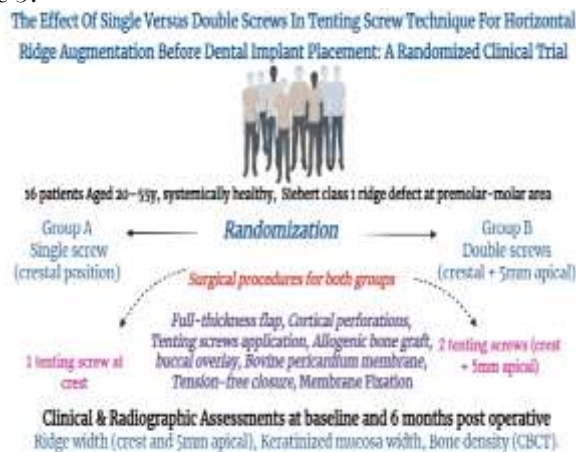 The Effect Of Single Versus Double Screws In Tenting Screw Technique For Horizontal
Ridge Augmentation Before Dental Implant Placement: A Randomized Clinical Trial
16 patients Aged 20–55y, systemically healthy, Siebert class 1 ridge defect at premolar-molar area
Group A
Single screw
(crestal position)
Randomization
Group B
Double screws
(crestal + 5mm apical)
Surgical procedures for both groups
1 tenting screw at
crest
Full-thickness flap, Cortical perforations,
Tenting screws application, Allogenic bone graft,
buccal overlay, Bovine pericardium membrane,
Tension-free closure, Membrane Fixation
2 tenting screws (crest
+ 5mm apical)
Clinical & Radiographic Assessments at baseline and 6 months post operative
Ridge width (crest and 5mm apical), Keratinized mucosa width, Bone density (CBCT).